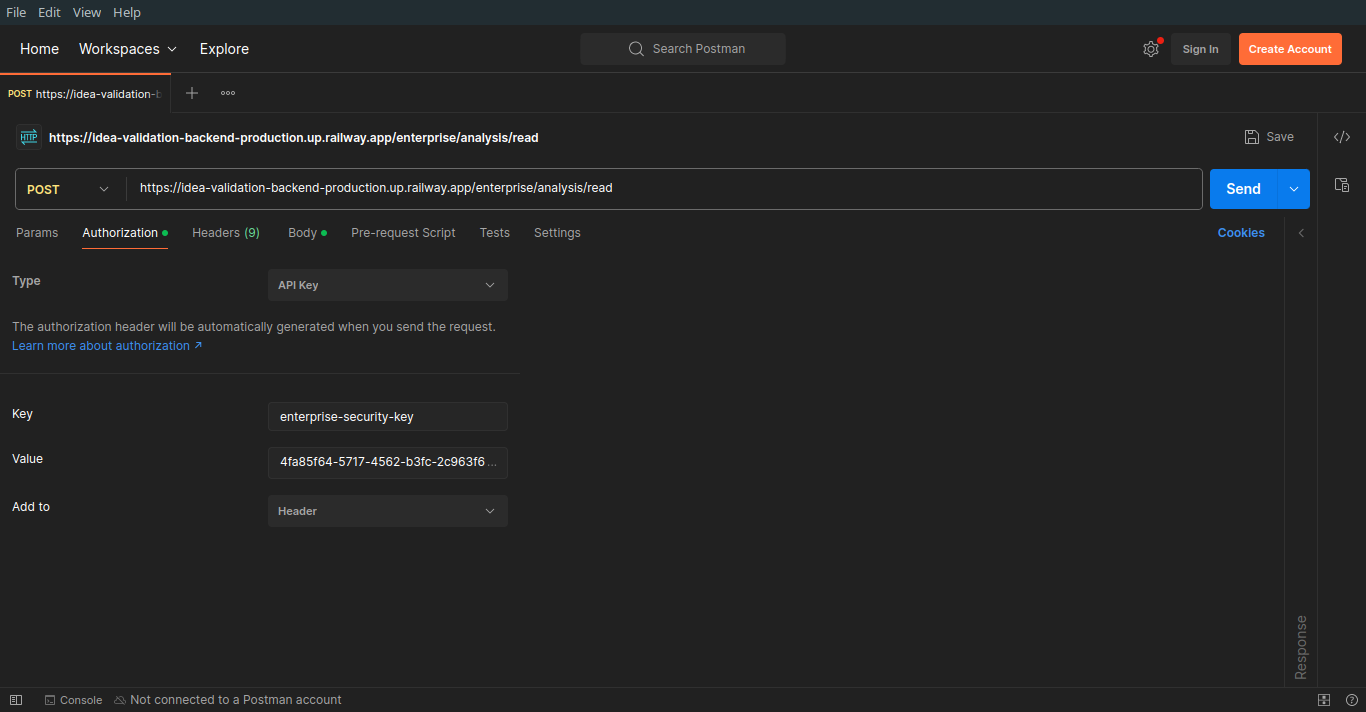 File Edit View Help
Home Workspaces Explore Search Postman Sign In Create Account
POST https://idea-validation-b
HTTP https://idea-validation-backend-production.up.railway.app/enterprise/analysis/read Save
POST https://idea-validation-backend-production.up.railway.app/enterprise/analysis/read Send
Params Authorization Headers (9) Body Pre-request Script Tests Settings Cookies
Type API Key
The authorization header will be automatically generated when you send the request.
Learn more about authorization ↗
Key enterprise-security-key
Value 4fa85f64-5717-4562-b3fc-2c963f6 ...
Add to Header
Response
Console Not connected to a Postman account